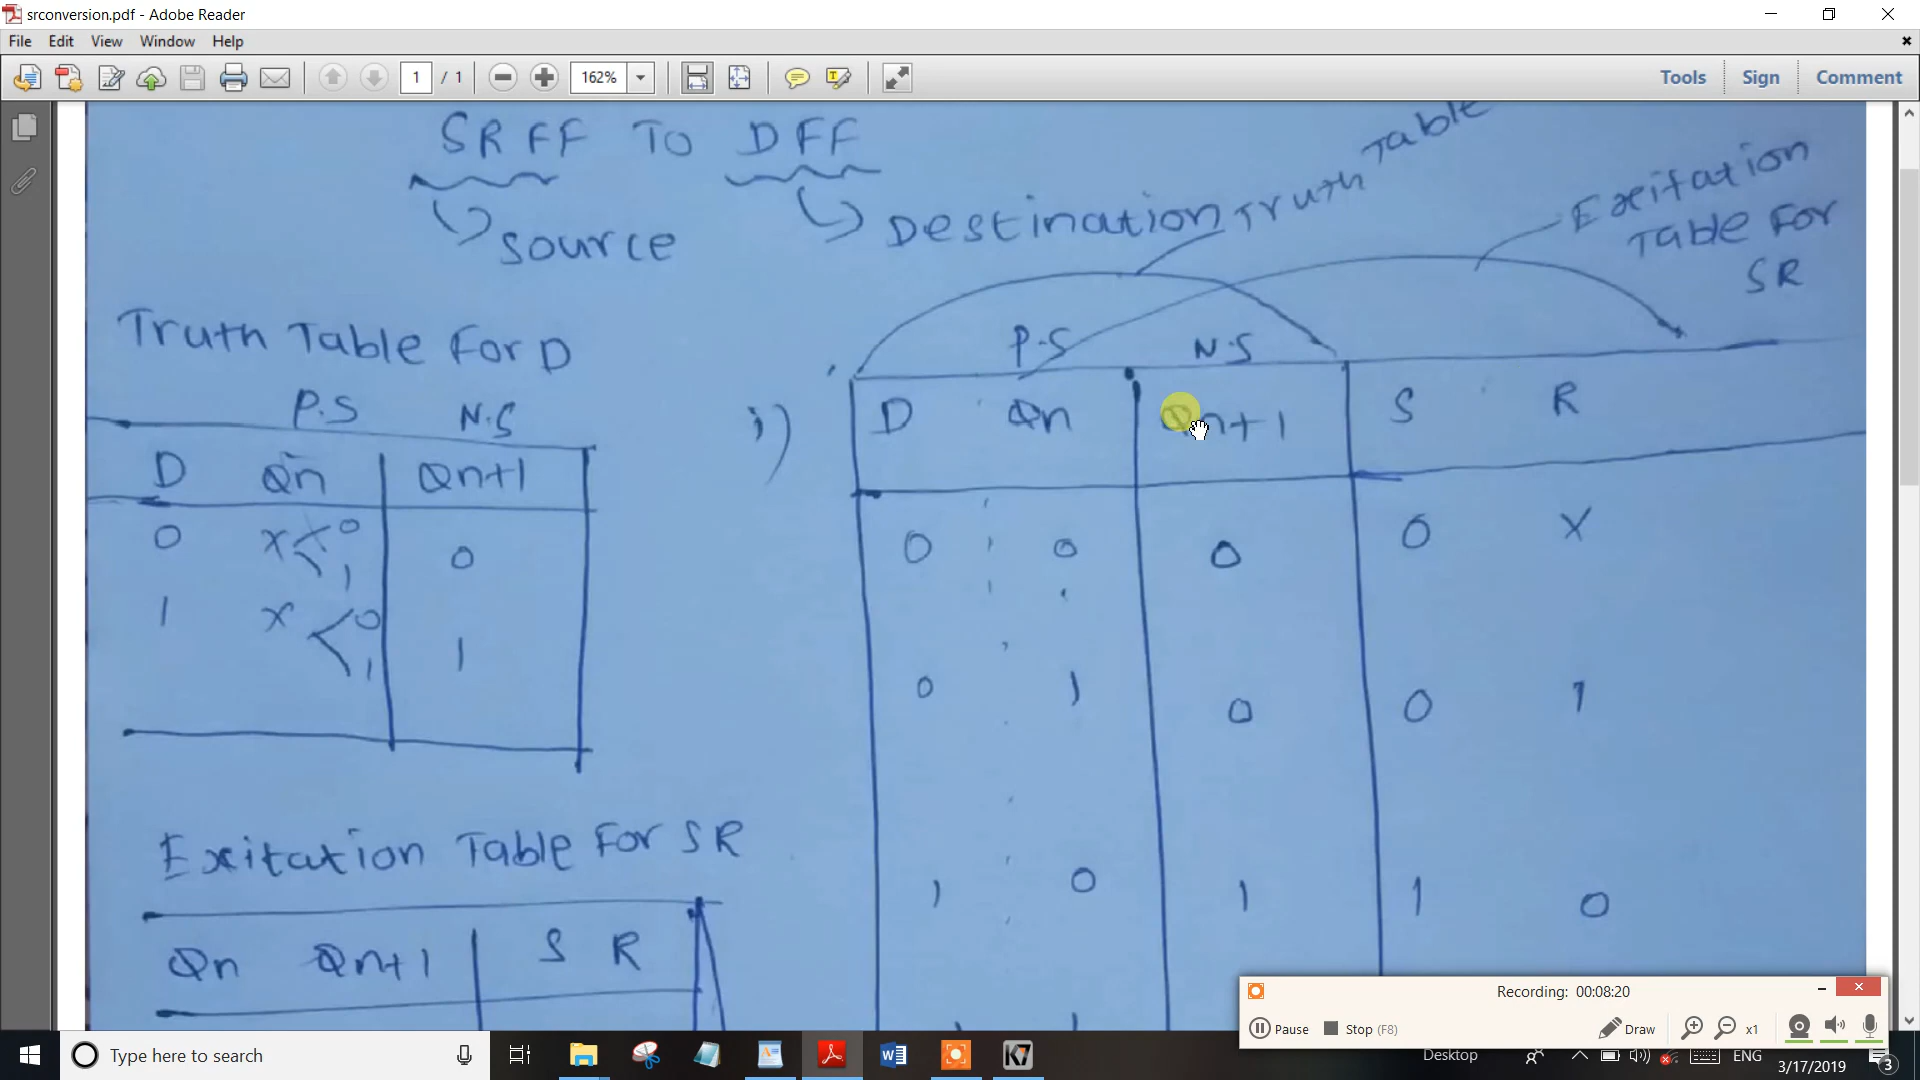 srconversion.pdf - Adobe Reader
File Edit View Window Help
1 / 1 162% Tools Sign Comment
SR FF TO D FF
Source
Destination
Truth Table
Exitation
Table For
SR
Truth Table For D
P.S N.S
D Qn Qn+1
0 X 0 1 0
1 X 0 1 1
Exitation Table For SR
Qn Qn+1 S R
i)
P.S N.S
D Qn Qn+1 S R
0 0 0 0 X
0 1 0 0 1
1 0 1 1 0
Recording: 00:08:20
Pause Stop (F8) Draw x1
Type here to search
Desktop ENG
3/17/2019 3